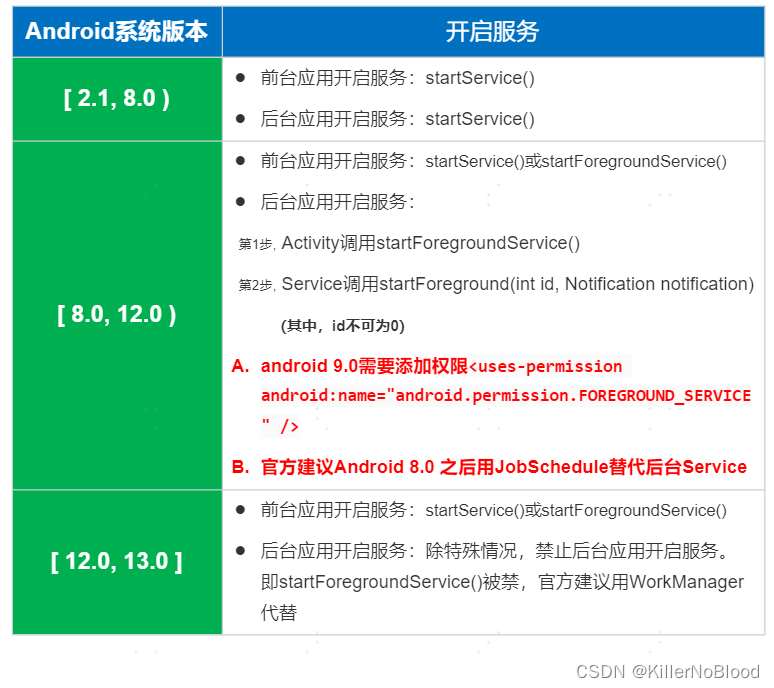 Android系统版本
开启服务
[ 2.1, 8.0 )
● 前台应用开启服务：startService()
● 后台应用开启服务：startService()
[ 8.0, 12.0 )
● 前台应用开启服务：startService()或startForegroundService()
● 后台应用开启服务：
第1步, Activity调用startForegroundService()
第2步, Service调用startForeground(int id, Notification notification)
(其中，id不可为0)
A. android 9.0需要添加权限<uses-permission
android:name="android.permission.FOREGROUND_SERVICE
" />
B. 官方建议Android 8.0 之后用JobSchedule替代后台Service
[ 12.0, 13.0 ]
● 前台应用开启服务：startService()或startForegroundService()
● 后台应用开启服务：除特殊情况，禁止后台应用开启服务。
即startForegroundService()被禁，官方建议用WorkManager
代替
CSDN @KillerNoBlood